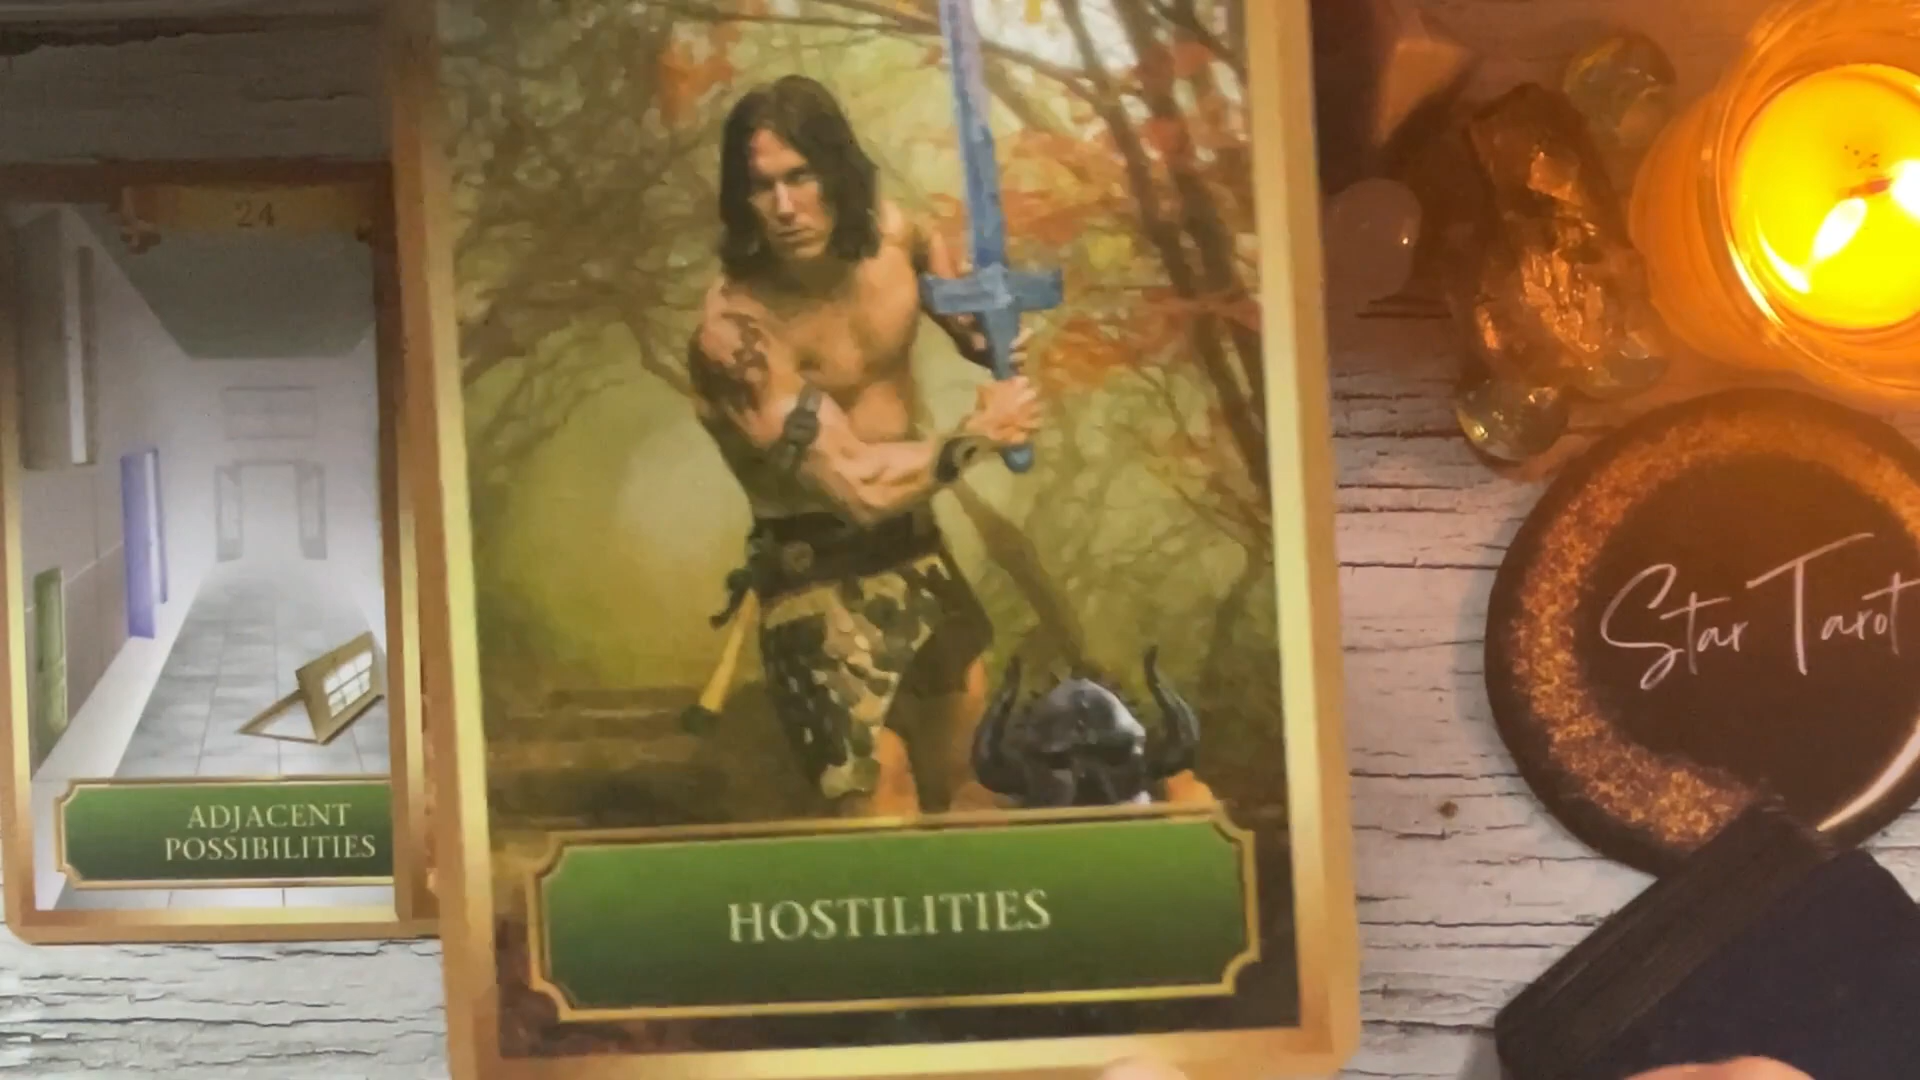 24
ADJACENT
POSSIBILITIES
HOSTILITIES
Star Tarot